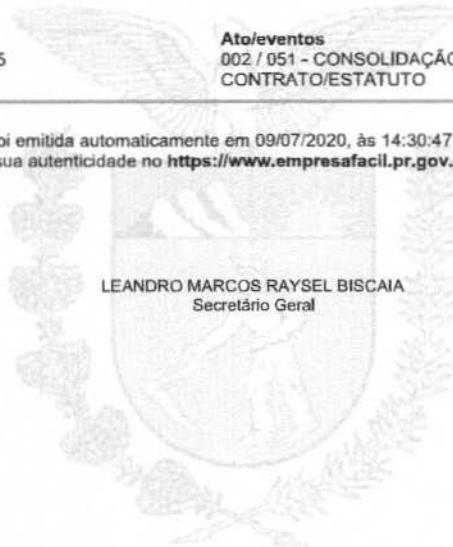 Ato/eventos
002 / 051 - CONSOLIDAÇÃO
CONTRATO/ESTATUTO
oi emitida automaticamente em 09/07/2020, às 14:30:47
sua autenticidade no https://www.empresafacil.pr.gov.
LEANDRO MARCOS RAYSEL BISCAIA
Secretário Geral